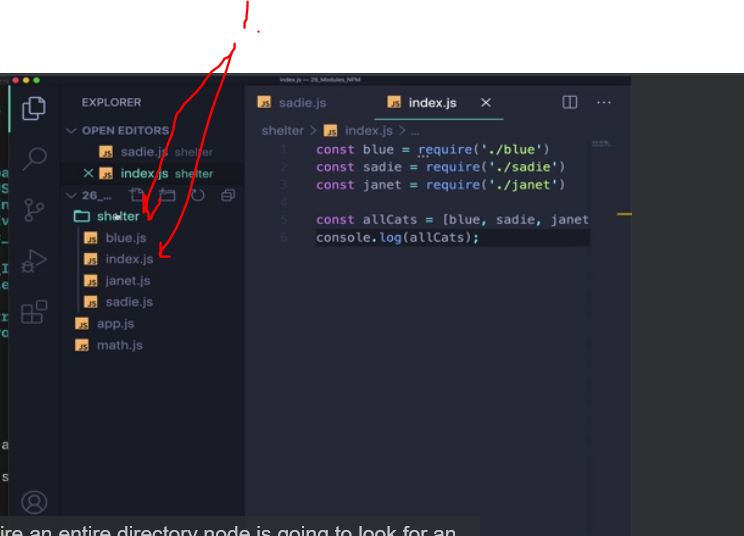 index.js — 26_Modules_NPM
EXPLORER
OPEN EDITORS
sadie.js shelter
index.js shelter
26_...
shelter
blue.js
index.js
janet.js
sadie.js
app.js
math.js
sadie.js
index.js
shelter > index.js > ...
1 const blue = require('./blue')
2 const sadie = require('./sadie')
3 const janet = require('./janet')
4
5 const allCats = [blue, sadie, janet
6 console.log(allCats);
ire an entire directory node is going to look for an